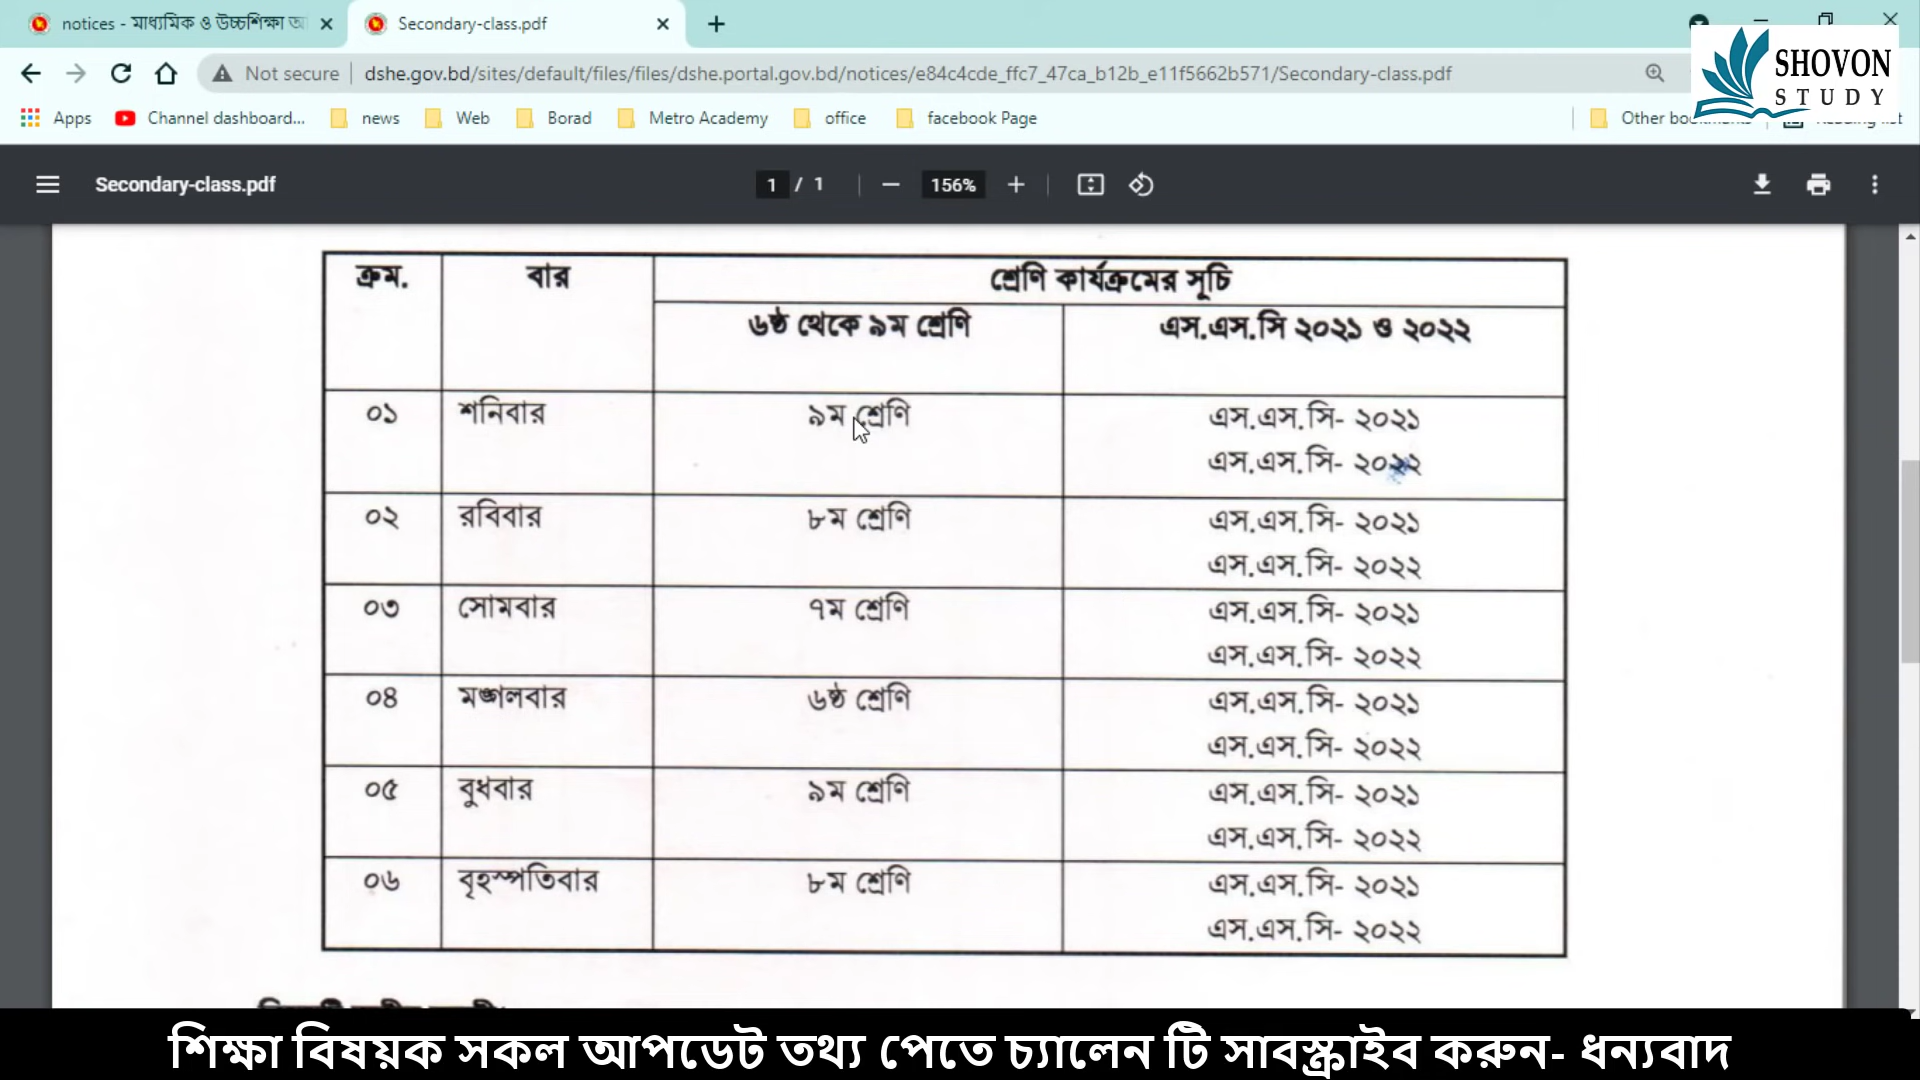 notices - মাধ্যমিক ও উচ্চশিক্ষা অ
Secondary-class.pdf
Not secure
dshe.gov.bd/sites/default/files/files/dshe.portal.gov.bd/notices/e84c4cde_ffc7_47ca_b12b_e11f5662b571/Secondary-class.pdf
SHOVON
STUDY
Apps
Channel dashboard...
news
Web
Borad
Metro Academy
office
facebook Page
Other bookmarks
Reading list
Secondary-class.pdf
1 / 1
156%
ক্রম.
বার
শ্রেণি কার্যক্রমের সূচি
৬ষ্ঠ থেকে ৯ম শ্রেণি
এস.এস.সি ২০২১ ও ২০২২
০১
শনিবার
৯ম শ্রেণি
এস.এস.সি- ২০২১
এস.এস.সি- ২০২২
০২
রবিবার
৮ম শ্রেণি
এস.এস.সি- ২০২১
এস.এস.সি- ২০২২
০৩
সোমবার
৭ম শ্রেণি
এস.এস.সি- ২০২১
এস.এস.সি- ২০২২
০৪
মঙ্গলবার
৬ষ্ঠ শ্রেণি
এস.এস.সি- ২০২১
এস.এস.সি- ২০২২
০৫
বুধবার
৯ম শ্রেণি
এস.এস.সি- ২০২১
এস.এস.সি- ২০২২
০৬
বৃহস্পতিবার
৮ম শ্রেণি
এস.এস.সি- ২০২১
এস.এস.সি- ২০২২
শিক্ষা বিষয়ক সকল আপডেট তথ্য পেতে চ্যালেন টি সাবস্ক্রাইব করুন- ধন্যবাদ